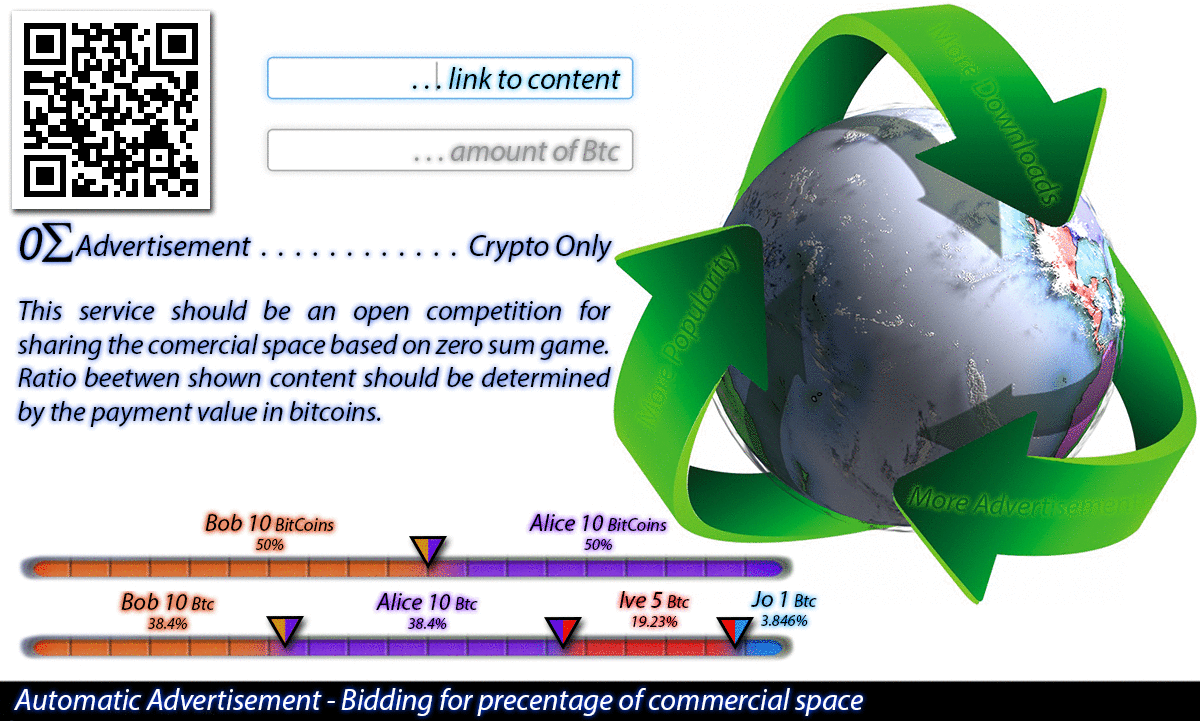 ... link to content
... amount of Btc
0ΣAdvertisement . . . . . . . . . . . . . Crypto Only
This service should be an open competition for
sharing the comercial space based on zero sum game.
Ratio beetwen shown content should be determined
by the payment value in bitcoins.
More Downloads
More Popularity
More Advertisement
Bob 10 BitCoins
50%
Alice 10 BitCoins
50%
Bob 10 Btc
38.4%
Alice 10 Btc
38.4%
Ive 5 Btc
19.23%
Jo 1 Btc
3.846%
Automatic Advertisement - Bidding for precentage of commercial space